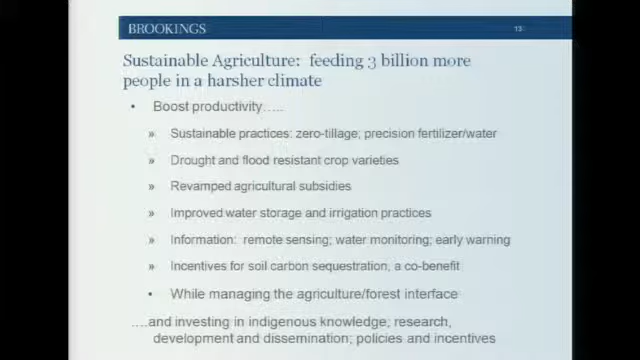 BROOKINGS
13
Sustainable Agriculture: feeding 3 billion more
people in a harsher climate
• Boost productivity…..
» Sustainable practices: zero-tillage; precision fertilizer/water
» Drought and flood resistant crop varieties
» Revamped agricultural subsidies
» Improved water storage and irrigation practices
» Information: remote sensing; water monitoring; early warning
» Incentives for soil carbon sequestration, a co-benefit
• While managing the agriculture/forest interface
….and investing in indigenous knowledge; research,
development and dissemination; policies and incentives